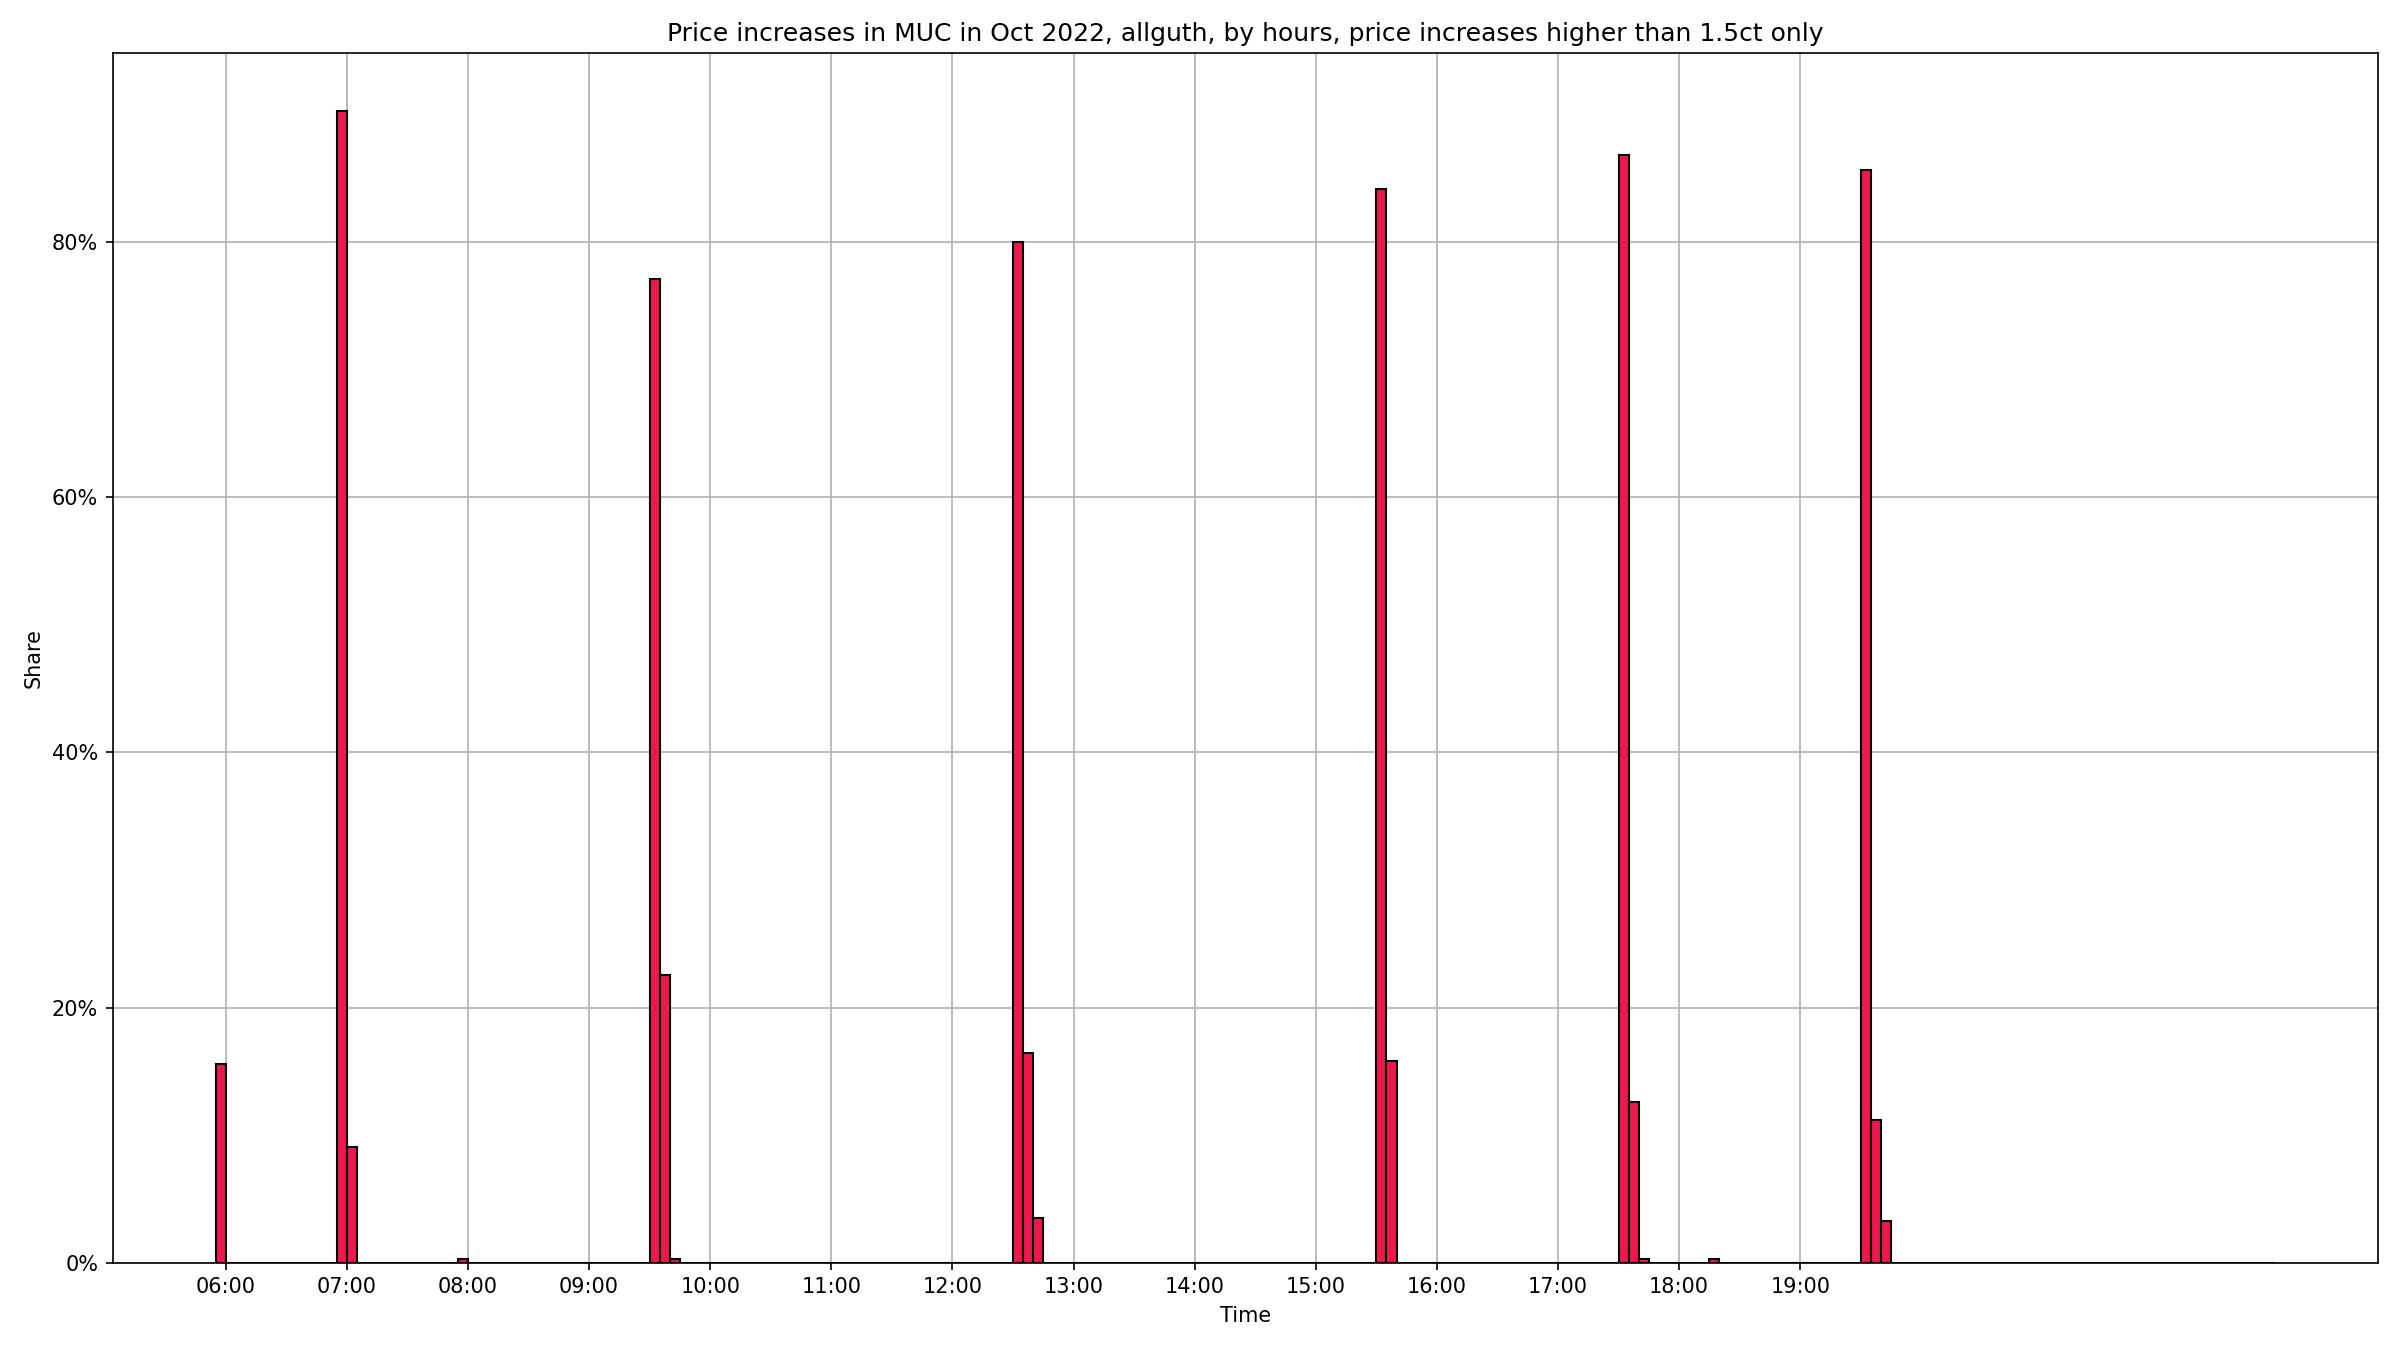 Price increases in MUC in Oct 2022, allguth, by hours, price increases higher than 1.5ct only
80%
60%
40%
20%
0%
Share
06:00 07:00 08:00 09:00 10:00 11:00 12:00 13:00 14:00 15:00 16:00 17:00 18:00 19:00
Time